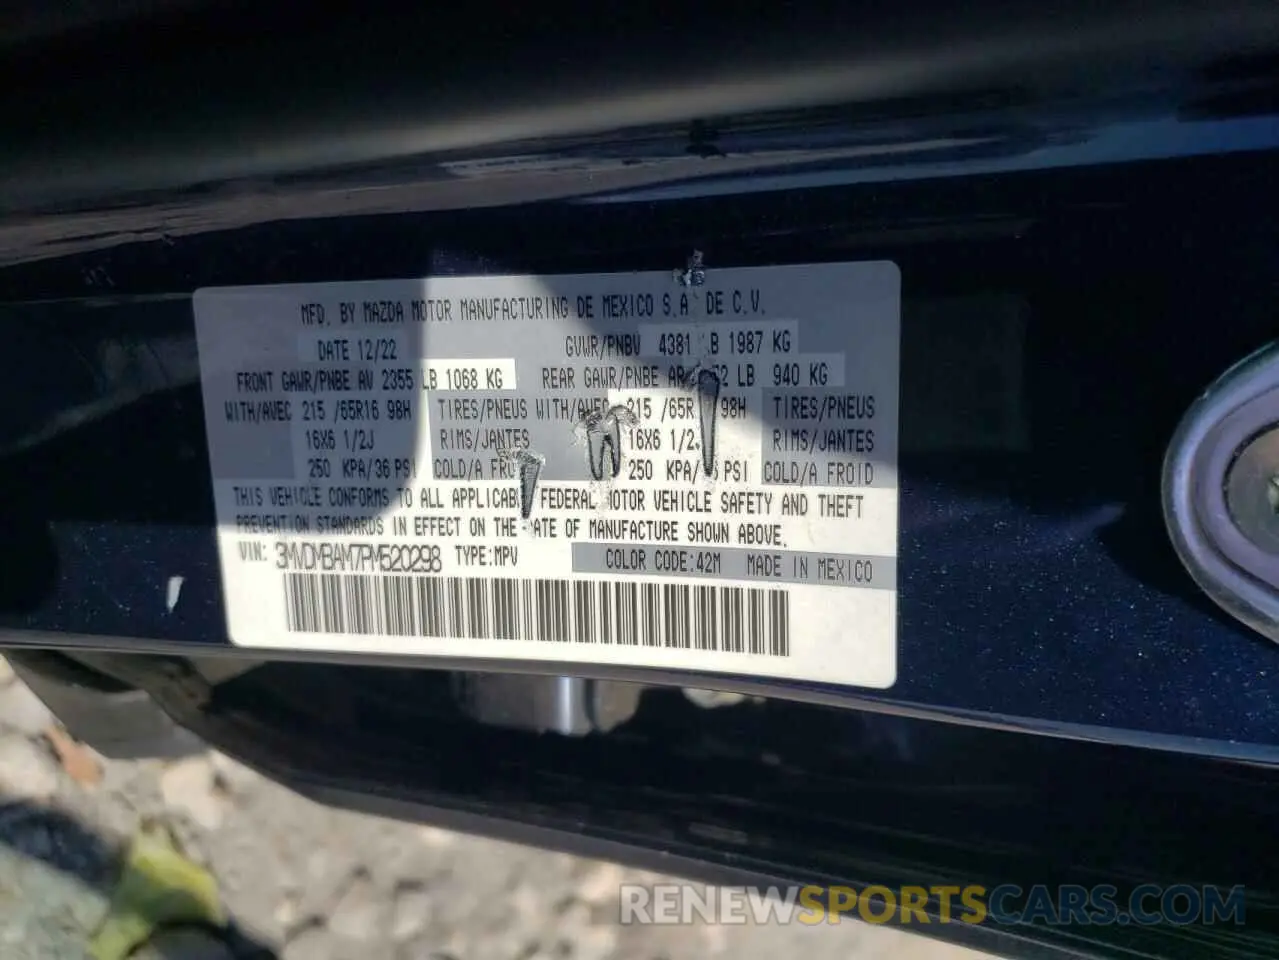 MFD. BY MAZDA MOTOR MANUFACTURING DE MEXICO S.A. DE C.V.
DATE 12/22 GVWR/PNBV 4381 LB 1987 KG
FRONT GAWR/PNBE AV 2355 LB 1068 KG REAR GAWR/PNBE AR LB 940 KG
WITH/AVEC 215 /65R16 98H TIRES/PNEUS WITH/AVEC 215 /65R 98H TIRES/PNEUS
16X6 1/2J RIMS/JANTES 16X6 1/2J RIMS/JANTES
250 KPA/36 PSI COLD/A FROID 250 KPA/ PSI COLD/A FROID
THIS VEHICLE CONFORMS TO ALL APPLICABLE FEDERAL MOTOR VEHICLE SAFETY AND THEFT
PREVENTION STANDARDS IN EFFECT ON THE DATE OF MANUFACTURE SHOWN ABOVE.
VIN: 3MVDMBAM7PM520298 TYPE:MPV COLOR CODE:42M MADE IN MEXICO
RENEWSPORTSCARS.COM